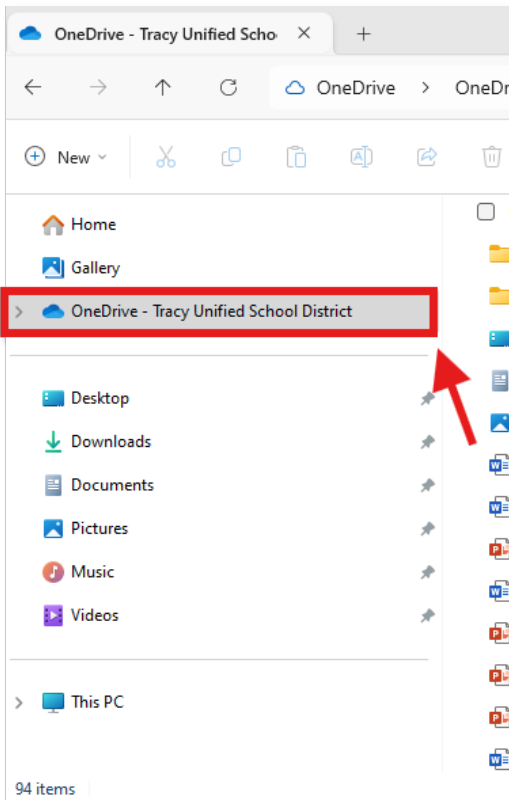 OneDrive - Tracy Unified Scho
OneDrive > OneDr
New
Home
Gallery
OneDrive - Tracy Unified School District
Desktop
Downloads
Documents
Pictures
Music
Videos
This PC
94 items